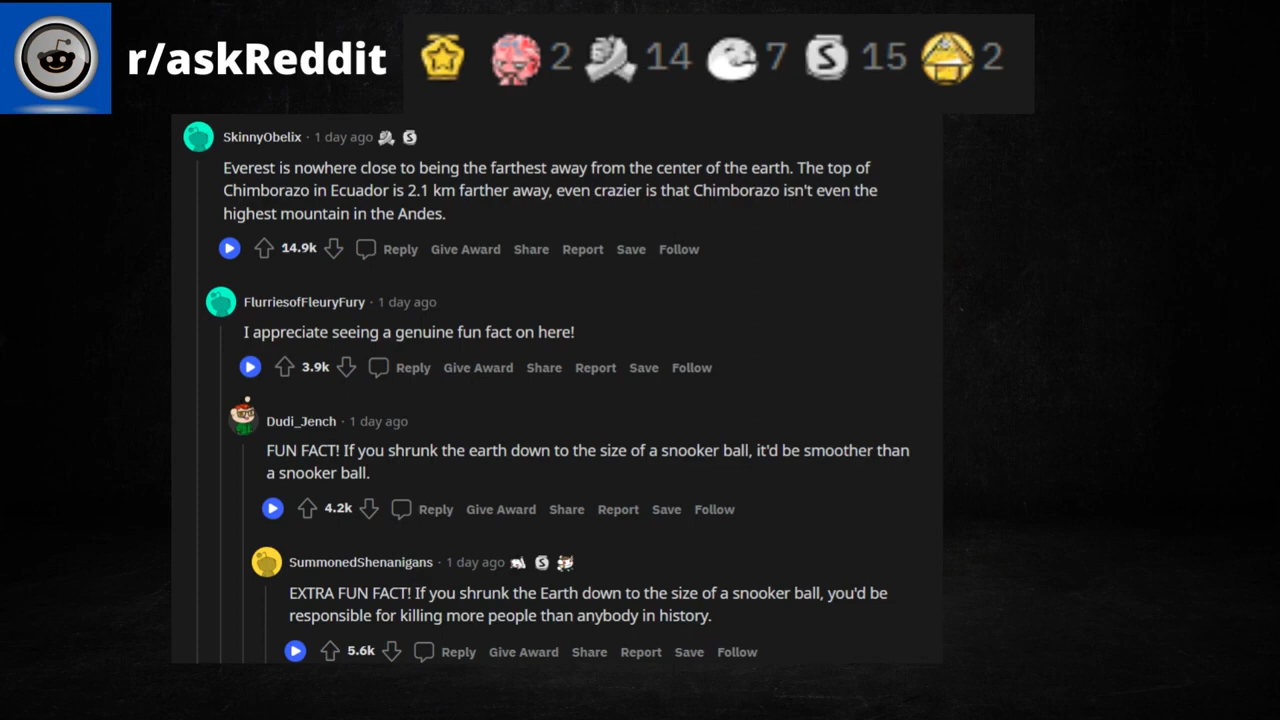 r/askReddit
2 14 7 15 2
SkinnyObelix · 1 day ago
Everest is nowhere close to being the farthest away from the center of the earth. The top of
Chimborazo in Ecuador is 2.1 km farther away, even crazier is that Chimborazo isn't even the
highest mountain in the Andes.
14.9k Reply Give Award Share Report Save Follow
FlurriesofFleuryFury · 1 day ago
I appreciate seeing a genuine fun fact on here!
3.9k Reply Give Award Share Report Save Follow
Dudi_Jench · 1 day ago
FUN FACT! If you shrunk the earth down to the size of a snooker ball, it'd be smoother than
a snooker ball.
4.2k Reply Give Award Share Report Save Follow
SummonedShenanigans · 1 day ago
EXTRA FUN FACT! If you shrunk the Earth down to the size of a snooker ball, you'd be
responsible for killing more people than anybody in history.
5.6k Reply Give Award Share Report Save Follow